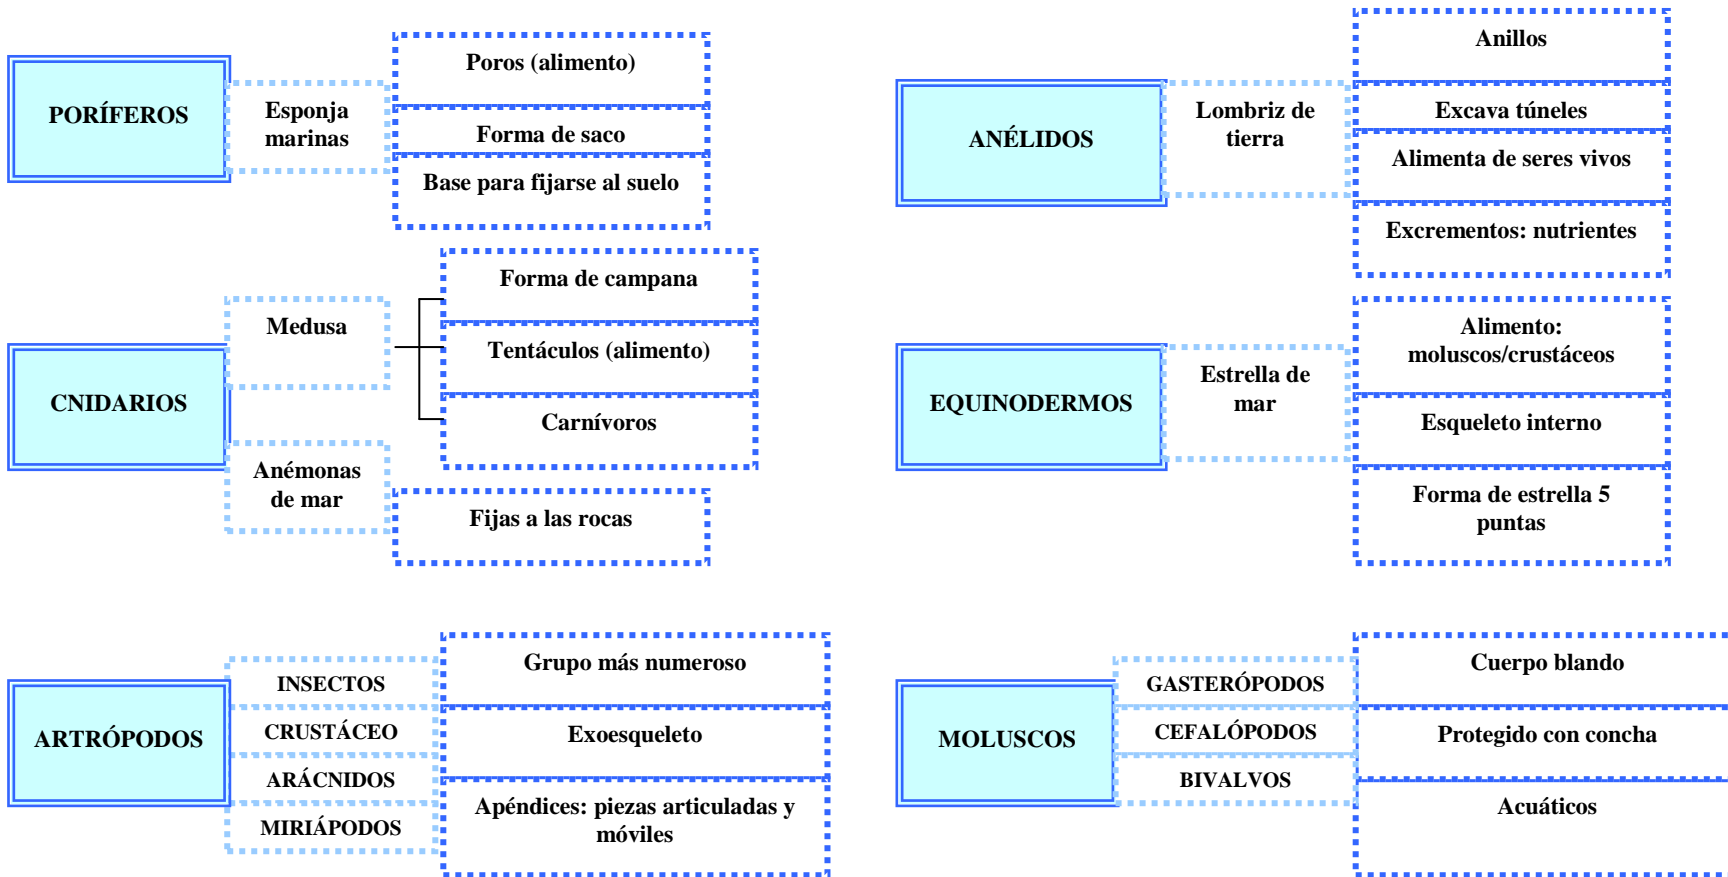 PORÍFEROS
Esponja
marinas
Poros (alimento)
Forma de saco
Base para fijarse al suelo
CNIDARIOS
Medusa
Forma de campana
Tentáculos (alimento)
Carnívoros
Anémonas
de mar
Fijas a las rocas
ARTRÓPODOS
INSECTOS
CRUSTÁCEO
ARÁCNIDOS
MIRIÁPODOS
Grupo más numeroso
Exoesqueleto
Apéndices: piezas articuladas y
móviles
ANÉLIDOS
Lombriz de
tierra
Anillos
Excava túneles
Alimenta de seres vivos
Excrementos: nutrientes
EQUINODERMOS
Estrella de
mar
Alimento:
moluscos/crustáceos
Esqueleto interno
Forma de estrella 5
puntas
MOLUSCOS
GASTERÓPODOS
CEFALÓPODOS
BIVALVOS
Cuerpo blando
Protegido con concha
Acuáticos